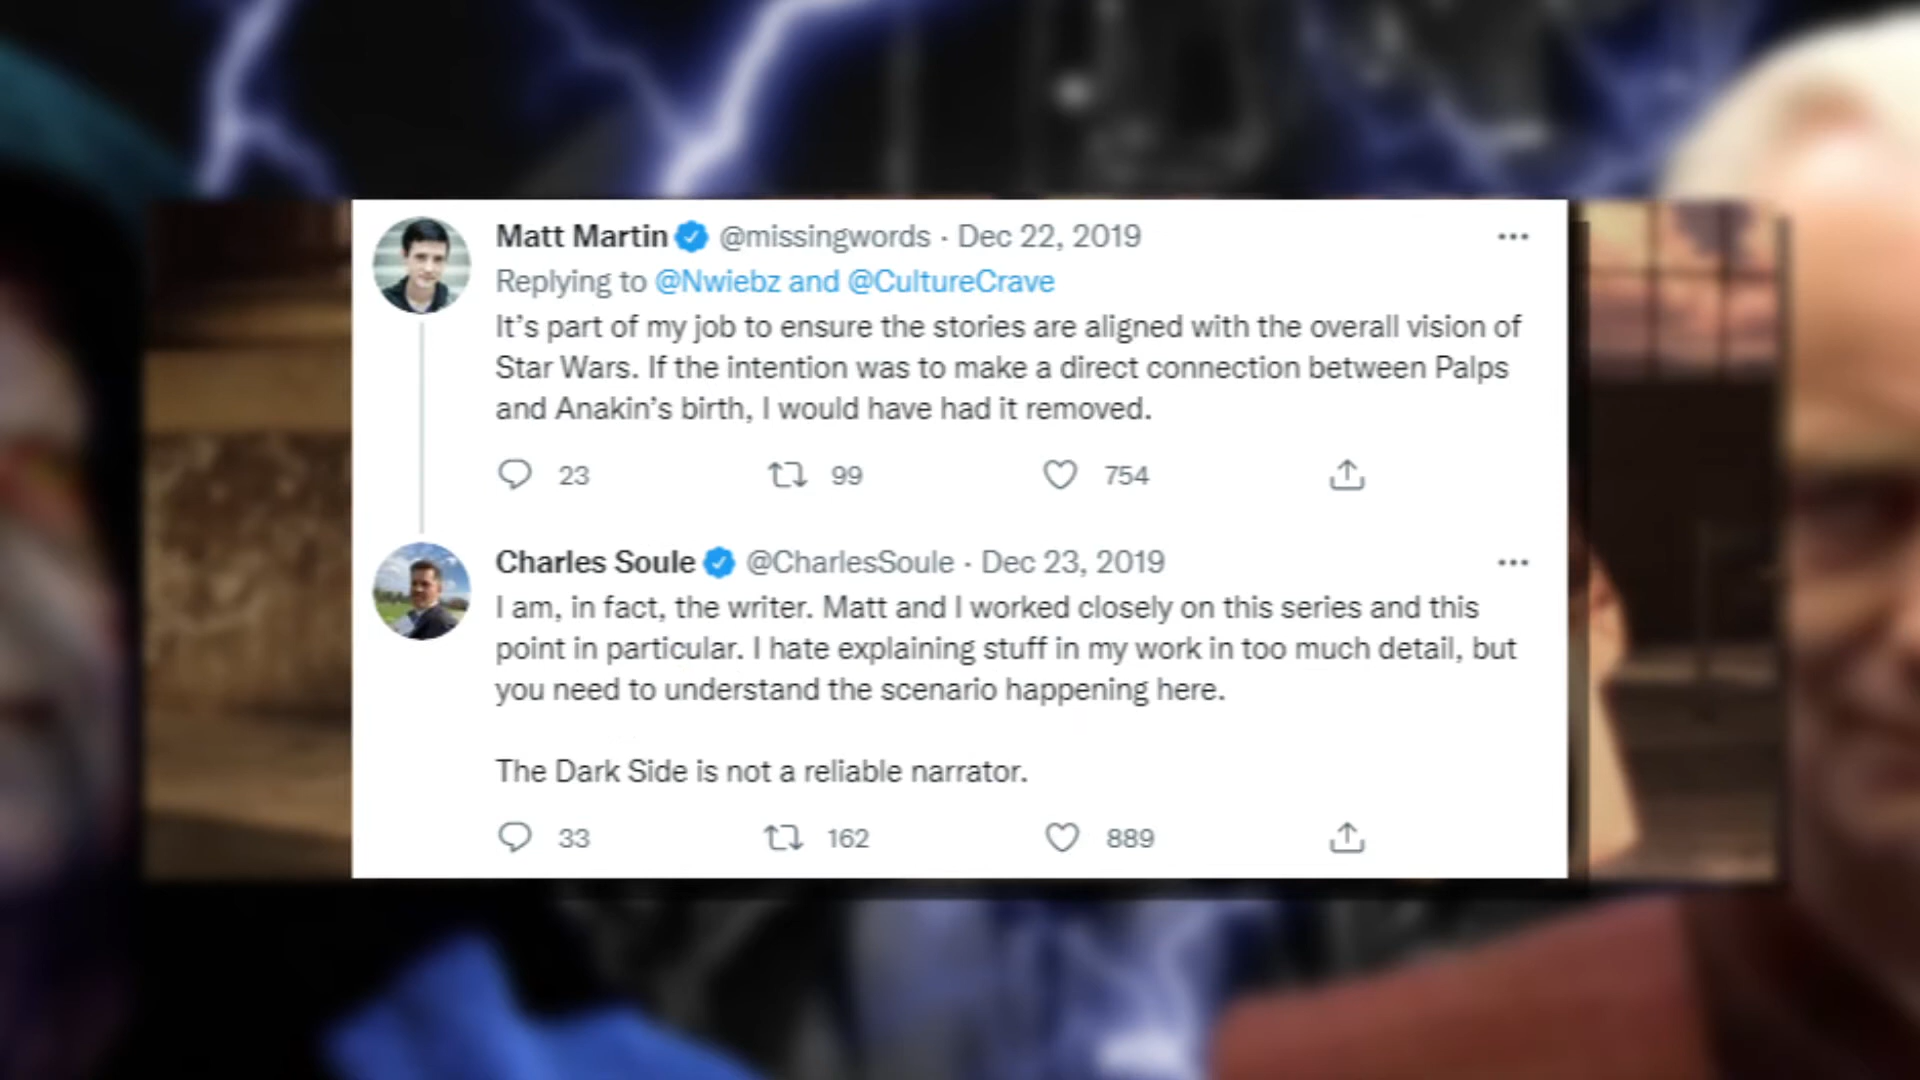 Matt Martin @missingwords · Dec 22, 2019
Replying to @Nwiebz and @CultureCrave
It’s part of my job to ensure the stories are aligned with the overall vision of
Star Wars. If the intention was to make a direct connection between Palps
and Anakin’s birth, I would have had it removed.
23 99 754
Charles Soule @CharlesSoule · Dec 23, 2019
I am, in fact, the writer. Matt and I worked closely on this series and this
point in particular. I hate explaining stuff in my work in too much detail, but
you need to understand the scenario happening here.
The Dark Side is not a reliable narrator.
33 162 889